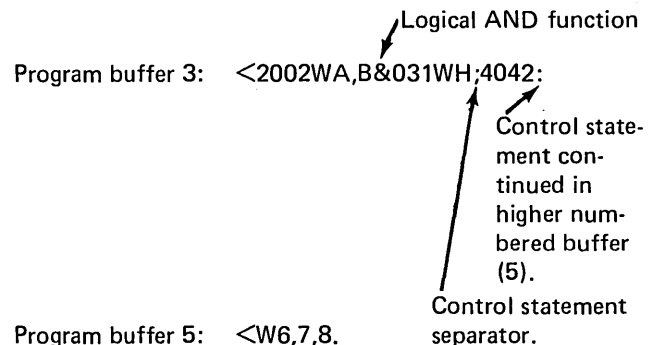 Logical AND function
Program buffer 3: <2002WA,B&031WH;4042:
Control state-
ment con-
tinued in
higher num-
bered buffer
(5).
Control statement
separator.
Program buffer 5: <W6,7,8.